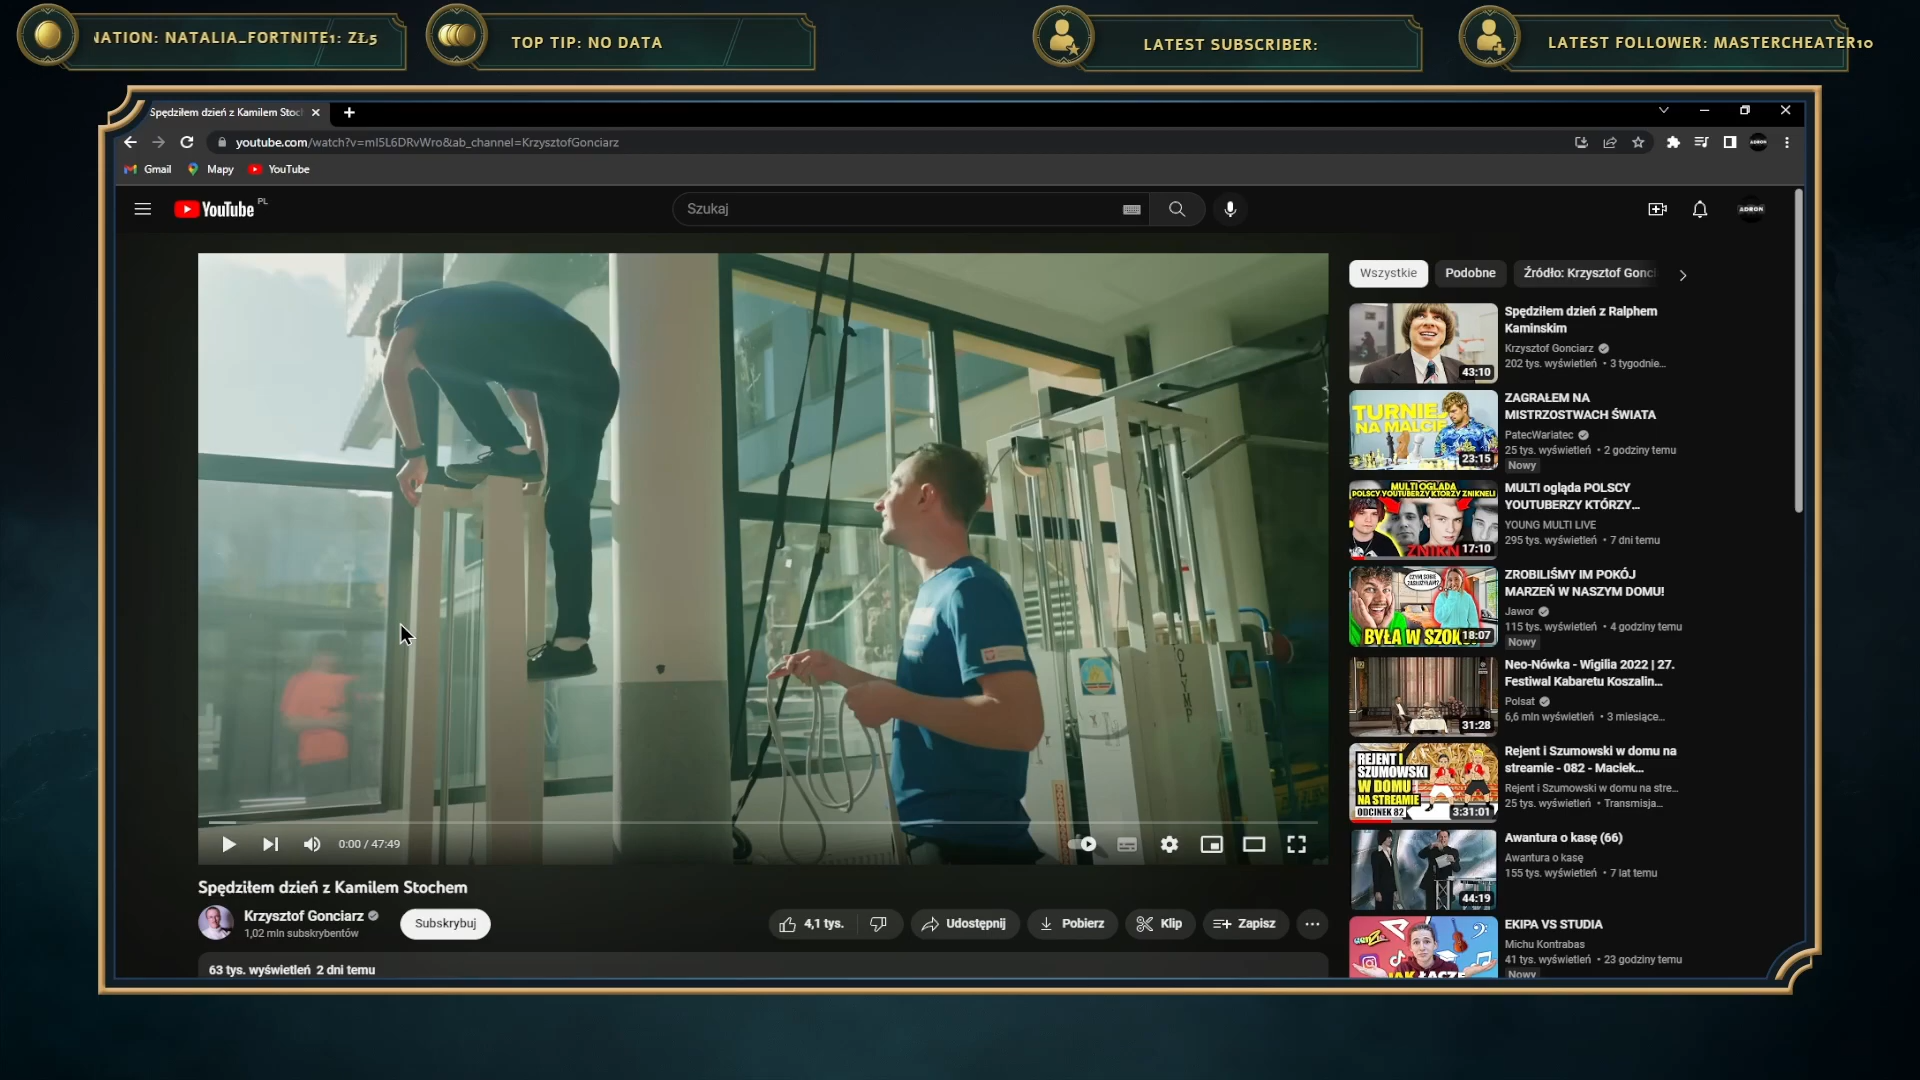 NATION: NATALIA_FORTNITE1: ZŁ5
TOP TIP: NO DATA
LATEST SUBSCRIBER:
LATEST FOLLOWER: MASTERCHEATER10
Spędziłem dzień z Kamilem Stoch
youtube.com/watch?v=mI5L6DRvWro&ab_channel=KrzysztofGonciarz
ADRON
Gmail
Mapy
YouTube
YouTube PL
Szukaj
ADRON
Wszystkie
Podobne
Źródło: Krzysztof Gonci
43:10
Spędziłem dzień z Ralphem
Kaminskim
Krzysztof Gonciarz
202 tys. wyświetleń • 3 tygodnie...
TURNIEJ
NA MALCIE
23:15
ZAGRAŁEM NA
MISTRZOSTWACH ŚWIATA
PatecWariatec
25 tys. wyświetleń • 2 godziny temu
Nowy
MULTI OGLĄDA
POLSCY YOUTUBERZY KTÓRZY ZNIKNELI
17:10
MULTI ogląda POLSCY
YOUTUBERZY KTÓRZY...
YOUNG MULTI LIVE
295 tys. wyświetleń • 7 dni temu
BYŁA W SZOK
18:07
ZROBILIŚMY IM POKÓJ
MARZEŃ W NASZYM DOMU!
Jawor
115 tys. wyświetleń • 4 godziny temu
Nowy
31:28
Neo-Nówka - Wigilia 2022 | 27.
Festiwal Kabaretu Koszalin...
Polsat
6,6 mln wyświetleń • 3 miesiące...
REJENT I
SZUMOWSKI
W DOMU
NA STREAMIE
ODCINEK 82
3:31:01
Rejent i Szumowski w domu na
streamie - 082 - Maciek...
Rejent i Szumowski w domu na stre...
25 tys. wyświetleń • Transmisja...
44:19
Awantura o kasę (66)
Awantura o kasę
155 tys. wyświetleń • 7 lat temu
EKIPA VS STUDIA
Michu Kontrabas
41 tys. wyświetleń • 23 godziny temu
Nowy
OLYMP
0:00 / 47:49
Spędziłem dzień z Kamilem Stochem
Krzysztof Gonciarz
1,02 mln subskrybentów
Subskrybuj
4,1 tys.
Udostępnij
Pobierz
Klip
Zapisz
63 tys. wyświetleń 2 dni temu